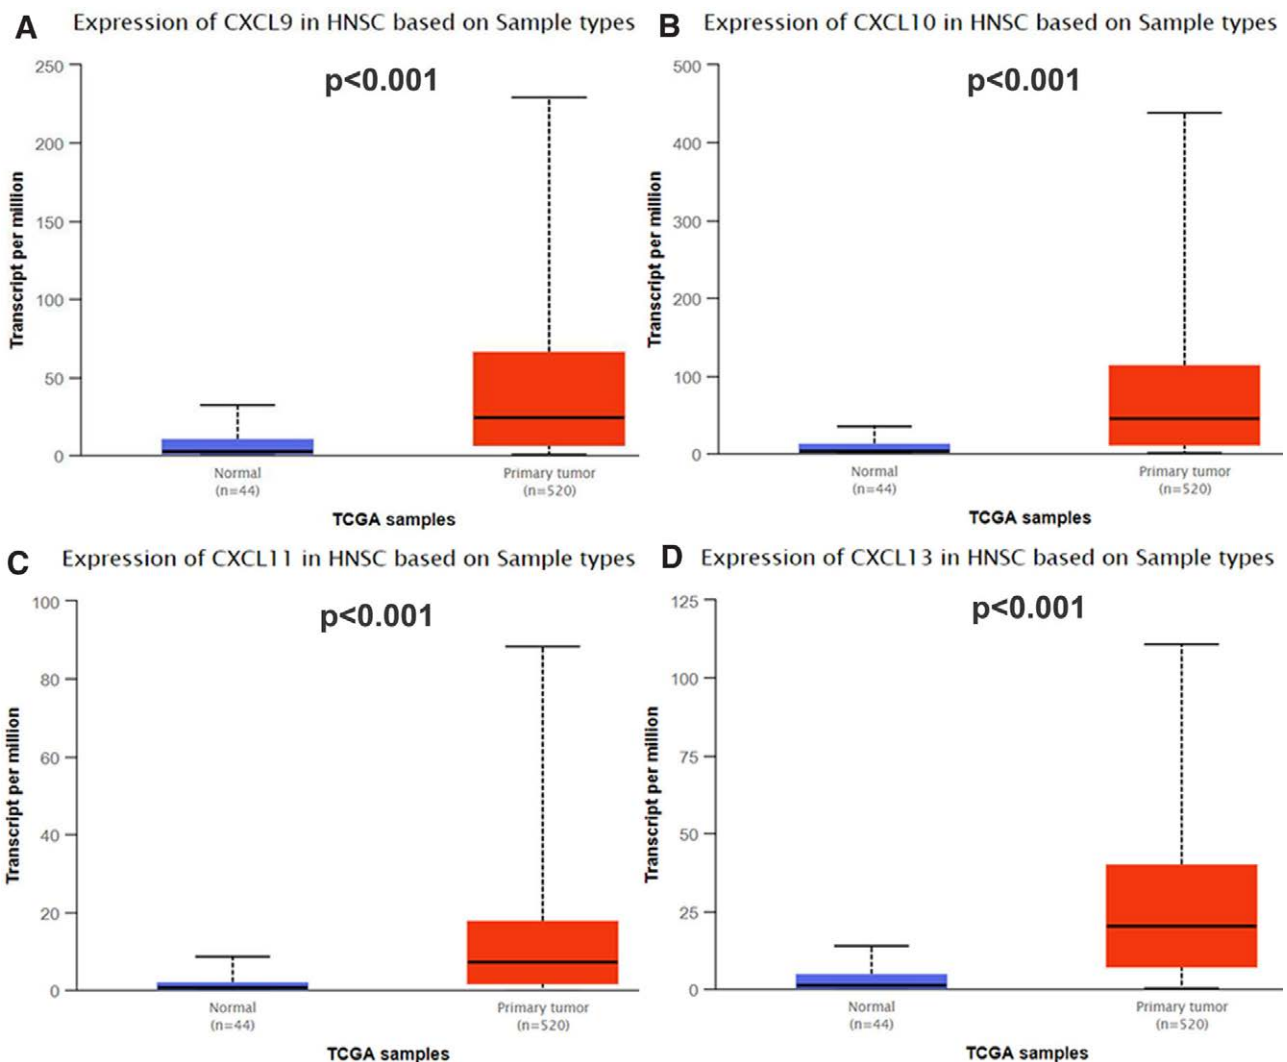 A Expression of CXCL9 in HNSC based on Sample types
p<0.001
Transcript per million
250
200
150
100
50
0
Normal
(n=44)
Primary tumor
(n=520)
TCGA samples
B Expression of CXCL10 in HNSC based on Sample types
p<0.001
Transcript per million
500
400
300
200
100
0
Normal
(n=44)
Primary tumor
(n=520)
TCGA samples
C Expression of CXCL11 in HNSC based on Sample types
p<0.001
Transcript per million
100
80
60
40
20
0
Normal
(n=44)
Primary tumor
(n=520)
TCGA samples
D Expression of CXCL13 in HNSC based on Sample types
p<0.001
Transcript per million
125
100
75
50
25
0
Normal
(n=44)
Primary tumor
(n=520)
TCGA samples